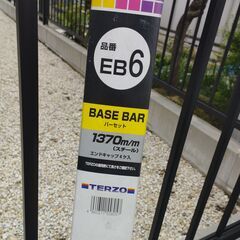 品番
EB6
BASE BAR
バーセット
1370m/m
(スチール)
エンドキャップ4ケ入
TERZO